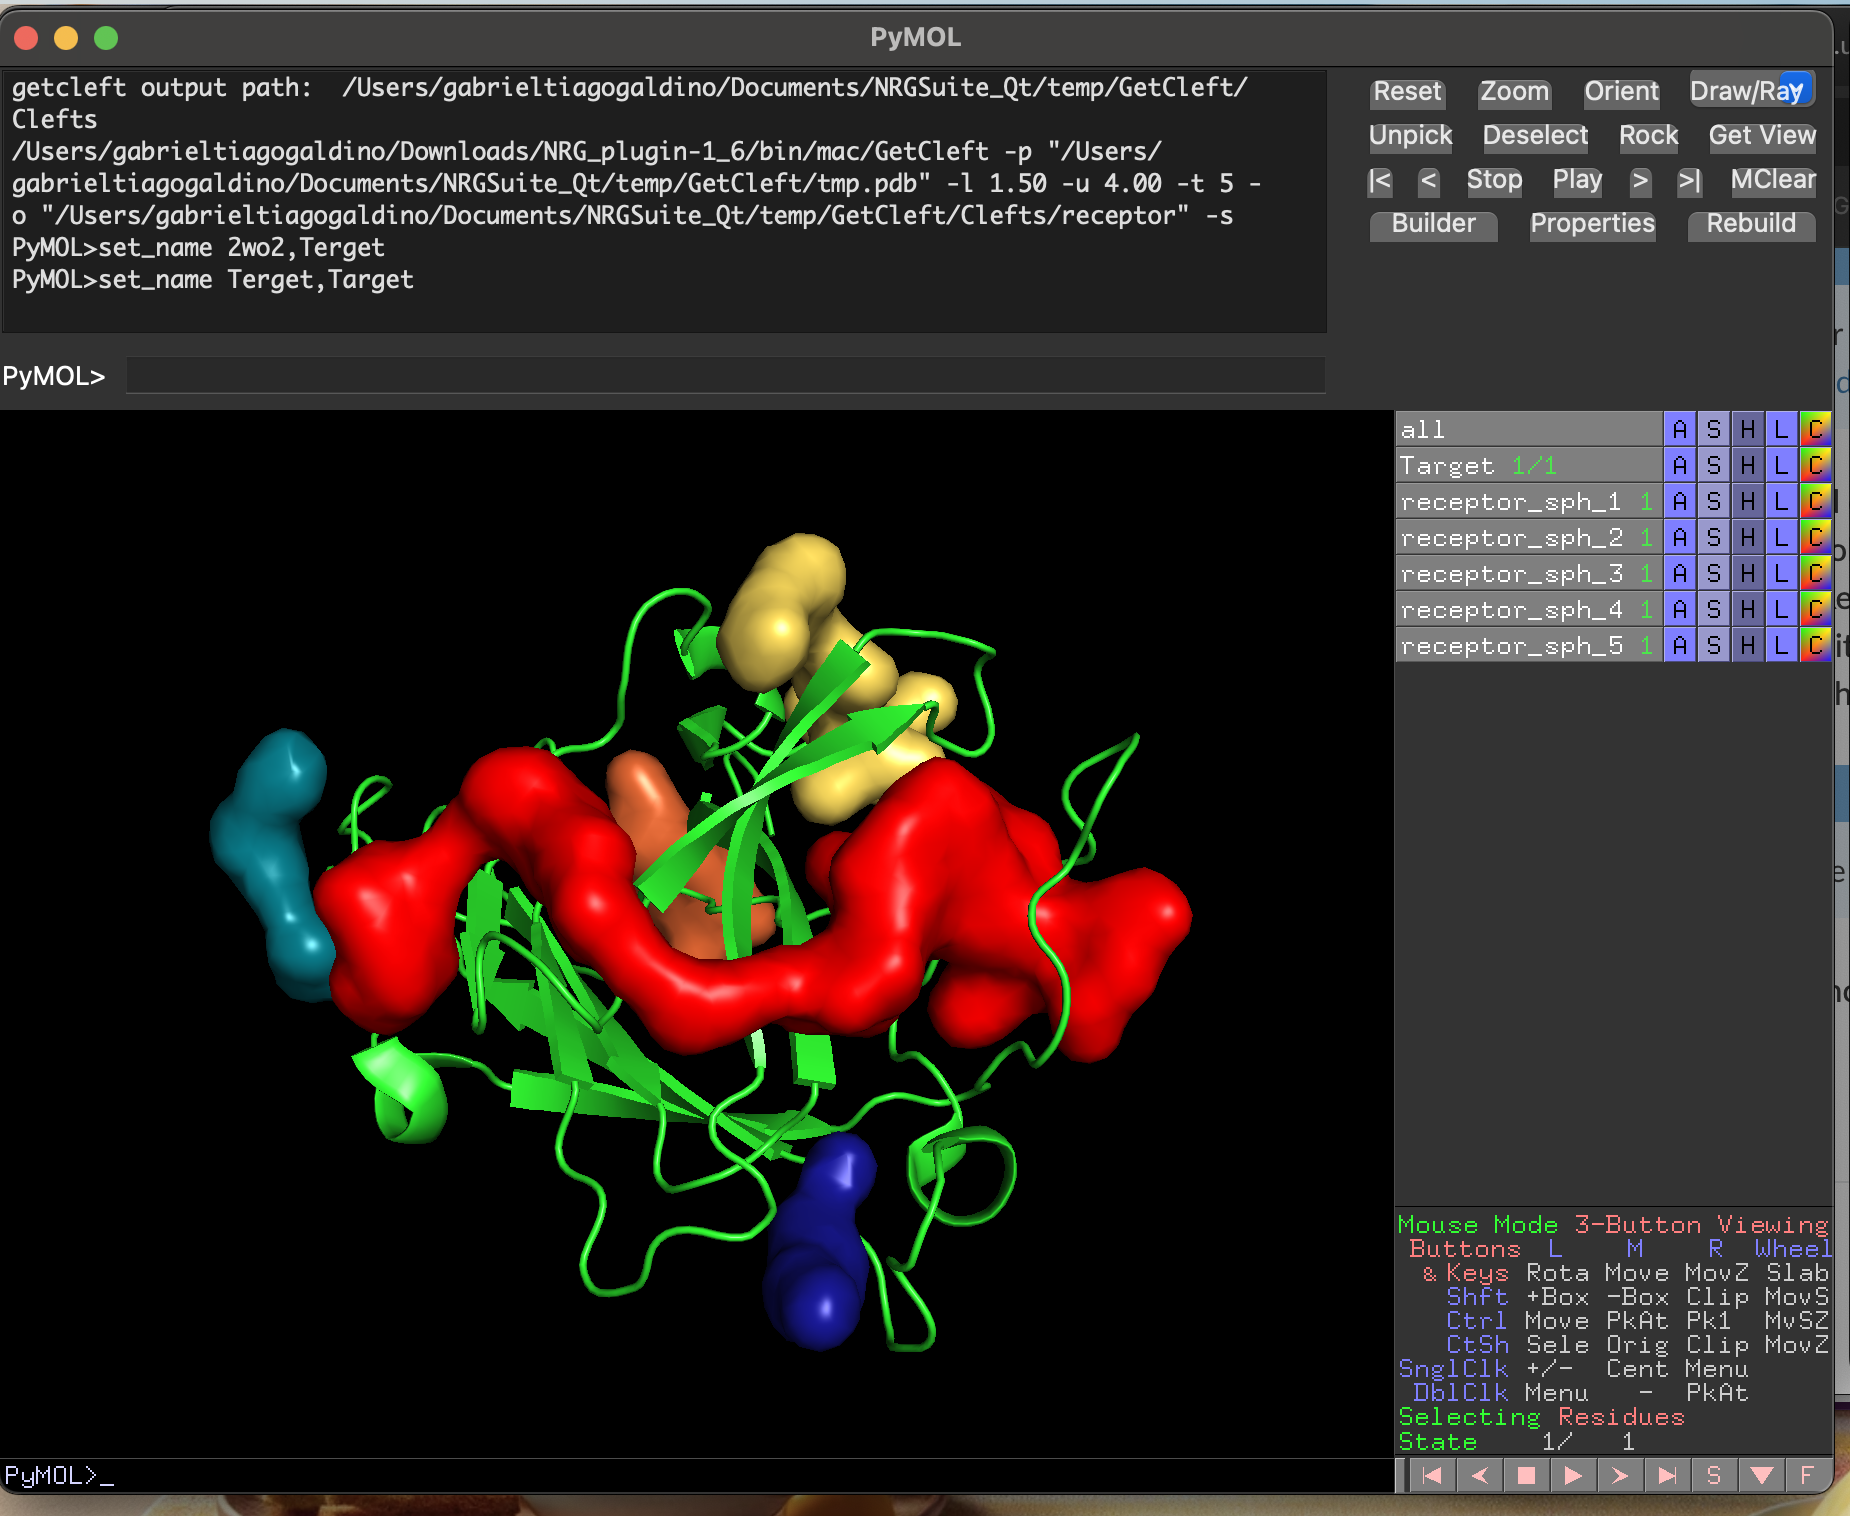 PyMOL
getcleft output path:  /Users/gabrieltiagogaldino/Documents/NRGSuite_Qt/temp/GetCleft/
Clefts
/Users/gabrieltiagogaldino/Downloads/NRG_plugin-1_6/bin/mac/GetCleft -p "/Users/
gabrieltiagogaldino/Documents/NRGSuite_Qt/temp/GetCleft/tmp.pdb" -l 1.50 -u 4.00 -t 5 -
o "/Users/gabrieltiagogaldino/Documents/NRGSuite_Qt/temp/GetCleft/Clefts/receptor" -s
PyMOL>set_name 2wo2,Terget
PyMOL>set_name Terget,Target
PyMOL>
Reset Zoom Orient Draw/Ray
Unpick Deselect Rock Get View
|< < Stop Play > >| MClear
Builder Properties Rebuild
all A S H L C
Target 1/1 A S H L C
receptor_sph_1 1 A S H L C
receptor_sph_2 1 A S H L C
receptor_sph_3 1 A S H L C
receptor_sph_4 1 A S H L C
receptor_sph_5 1 A S H L C
Mouse Mode 3-Button Viewing
Buttons L M R Wheel
& Keys Rota Move MovZ Slab
Shft +Box -Box Clip MovS
Ctrl Move PkAt Pk1 MvSZ
CtSh Sele Orig Clip MovZ
SnglClk +/- Cent Menu
DblClk Menu - PkAt
Selecting Residues
State 1/ 1
PyMOL>_
S F